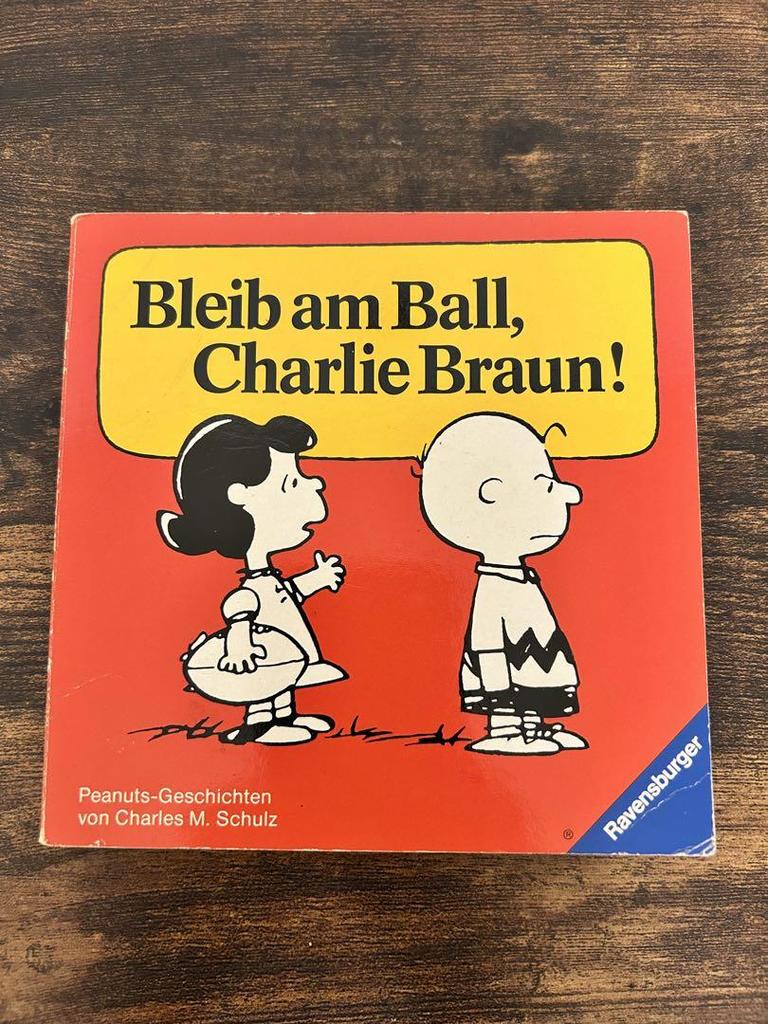 Bleib am Ball,
Charlie Braun!
Peanuts-Geschichten
von Charles M. Schulz
®
Ravensburger